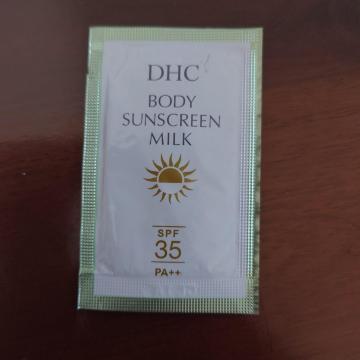 DHC
BODY
SUNSCREEN
MILK
SPF
35
PA++